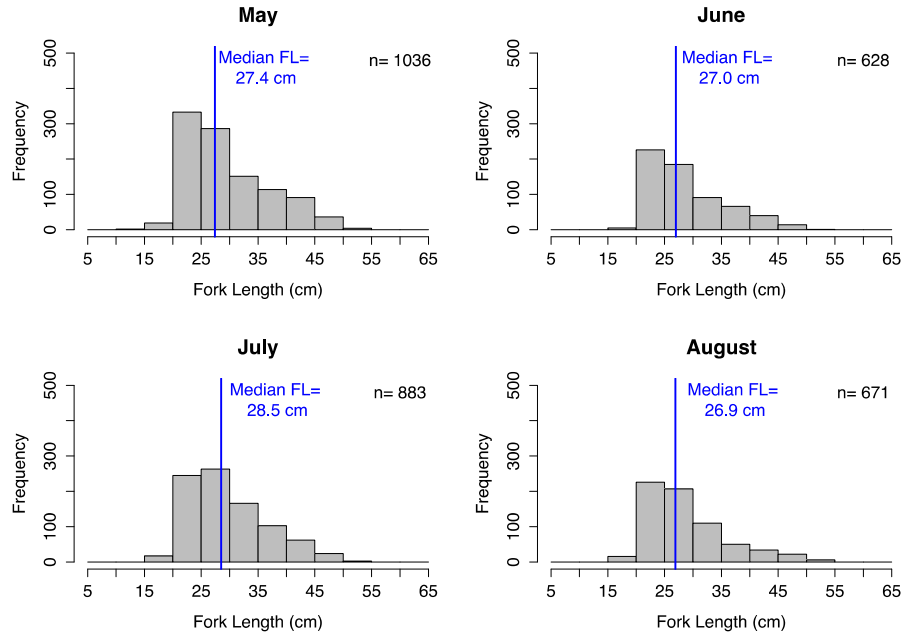 May
Median FL=
27.4 cm
n= 1036
500
300
100
0
Frequency
5 15 25 35 45 55 65
Fork Length (cm)
June
Median FL=
27.0 cm
n= 628
500
300
100
0
Frequency
5 15 25 35 45 55 65
Fork Length (cm)
July
Median FL=
28.5 cm
n= 883
500
300
100
0
Frequency
5 15 25 35 45 55 65
Fork Length (cm)
August
Median FL=
26.9 cm
n= 671
500
300
100
0
Frequency
5 15 25 35 45 55 65
Fork Length (cm)